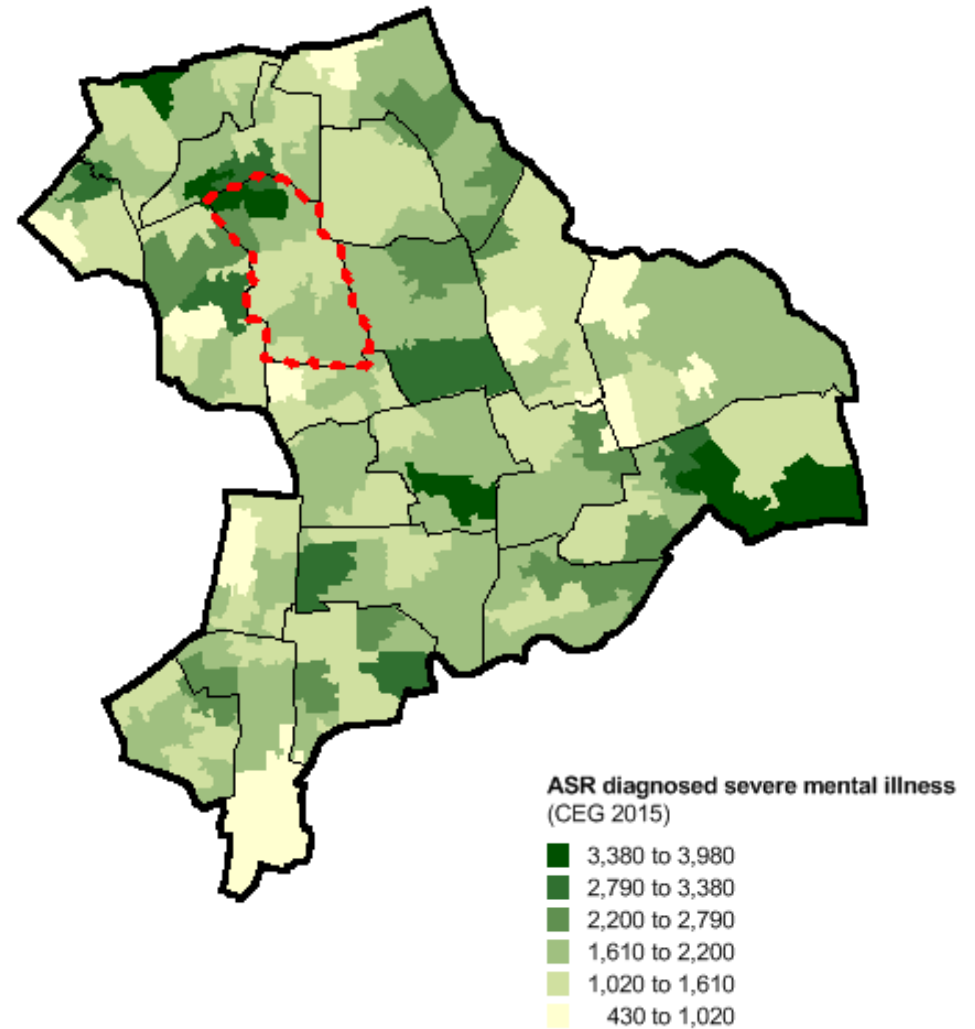 ASR diagnosed severe mental illness
(CEG 2015)
3,380 to 3,980
2,790 to 3,380
2,200 to 2,790
1,610 to 2,200
1,020 to 1,610
430 to 1,020